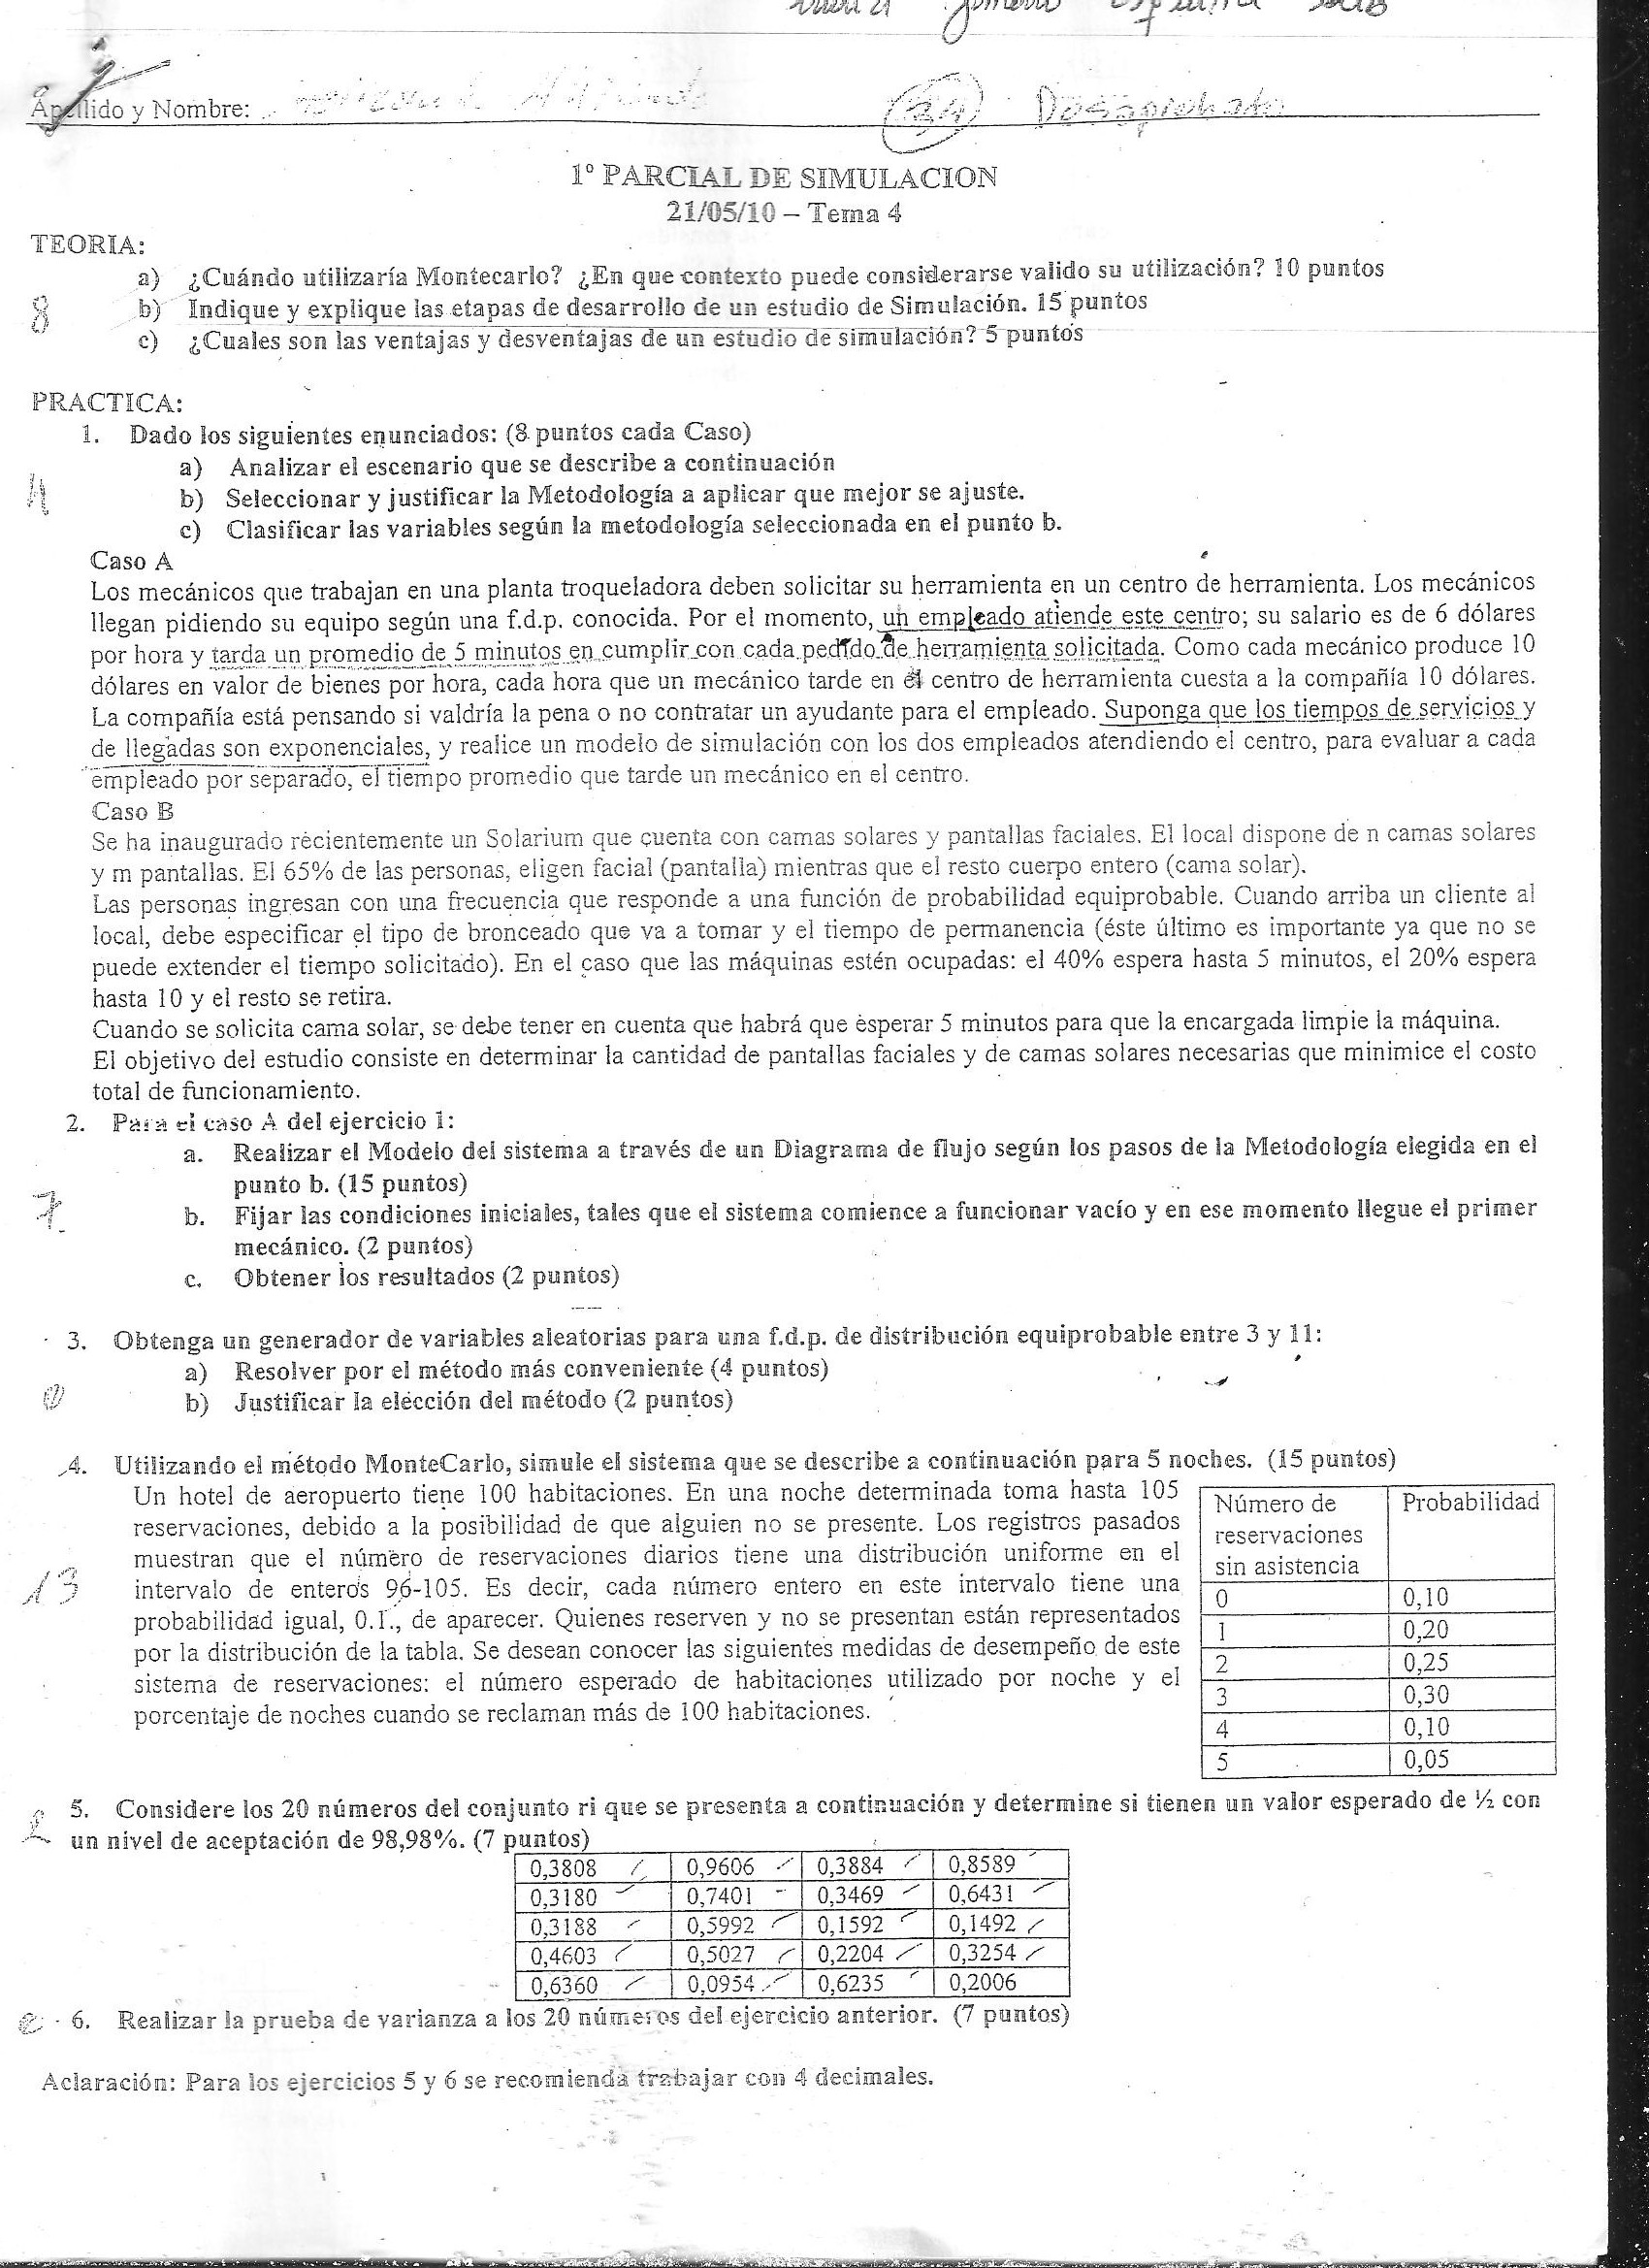 Apellido y Nombre:
34 Desaprobado
1º PARCIAL DE SIMULACION
21/05/10 – Tema 4
TEORIA:
a) ¿Cuándo utilizaría Montecarlo? ¿En que contexto puede considerarse valido su utilización? 10 puntos
8
b) Indique y explique las etapas de desarrollo de un estudio de Simulación. 15 puntos
c) ¿Cuales son las ventajas y desventajas de un estudio de simulación? 5 puntos
PRACTICA:
1. Dado los siguientes enunciados: (8 puntos cada Caso)
a) Analizar el escenario que se describe a continuación
b) Seleccionar y justificar la Metodología a aplicar que mejor se ajuste.
c) Clasificar las variables según la metodología seleccionada en el punto b.
Caso A
Los mecánicos que trabajan en una planta troqueladora deben solicitar su herramienta en un centro de herramienta. Los mecánicos
llegan pidiendo su equipo según una f.d.p. conocida. Por el momento, un empleado atiende este centro; su salario es de 6 dólares
por hora y tarda un promedio de 5 minutos en cumplir con cada pedido de herramienta solicitada. Como cada mecánico produce 10
dólares en valor de bienes por hora, cada hora que un mecánico tarde en el centro de herramienta cuesta a la compañía 10 dólares.
La compañía está pensando si valdría la pena o no contratar un ayudante para el empleado. Suponga que los tiempos de servicios y
de llegadas son exponenciales, y realice un modelo de simulación con los dos empleados atendiendo el centro, para evaluar a cada
empleado por separado, el tiempo promedio que tarde un mecánico en el centro.
Caso B
Se ha inaugurado recientemente un Solarium que cuenta con camas solares y pantallas faciales. El local dispone de n camas solares
y m pantallas. El 65% de las personas, eligen facial (pantalla) mientras que el resto cuerpo entero (cama solar).
Las personas ingresan con una frecuencia que responde a una función de probabilidad equiprobable. Cuando arriba un cliente al
local, debe especificar el tipo de bronceado que va a tomar y el tiempo de permanencia (éste último es importante ya que no se
puede extender el tiempo solicitado). En el caso que las máquinas estén ocupadas: el 40% espera hasta 5 minutos, el 20% espera
hasta 10 y el resto se retira.
Cuando se solicita cama solar, se debe tener en cuenta que habrá que esperar 5 minutos para que la encargada limpie la máquina.
El objetivo del estudio consiste en determinar la cantidad de pantallas faciales y de camas solares necesarias que minimice el costo
total de funcionamiento.
2. Para el caso A del ejercicio 1:
a. Realizar el Modelo del sistema a través de un Diagrama de flujo según los pasos de la Metodología elegida en el
punto b. (15 puntos)
7
b. Fijar las condiciones iniciales, tales que el sistema comience a funcionar vacío y en ese momento llegue el primer
mecánico. (2 puntos)
c. Obtener los resultados (2 puntos)
3. Obtenga un generador de variables aleatorias para una f.d.p. de distribución equiprobable entre 3 y 11:
a) Resolver por el método más conveniente (4 puntos)
b) Justificar la elección del método (2 puntos)
4. Utilizando el método MonteCarlo, simule el sistema que se describe a continuación para 5 noches. (15 puntos)
Un hotel de aeropuerto tiene 100 habitaciones. En una noche determinada toma hasta 105
reservaciones, debido a la posibilidad de que alguien no se presente. Los registros pasados
muestran que el número de reservaciones diarios tiene una distribución uniforme en el
13
intervalo de enteros 96-105. Es decir, cada número entero en este intervalo tiene una
probabilidad igual, 0.1., de aparecer. Quienes reserven y no se presentan están representados
por la distribución de la tabla. Se desean conocer las siguientes medidas de desempeño de este
sistema de reservaciones: el número esperado de habitaciones utilizado por noche y el
porcentaje de noches cuando se reclaman más de 100 habitaciones.
Número de reservaciones sin asistencia Probabilidad
0 0,10
1 0,20
2 0,25
3 0,30
4 0,10
5 0,05
5. Considere los 20 números del conjunto ri que se presenta a continuación y determine si tienen un valor esperado de ½ con
un nivel de aceptación de 98,98%. (7 puntos)
0,3808 0,9606 0,3884 0,8589
0,3180 0,7401 0,3469 0,6431
0,3188 0,5992 0,1592 0,1492
0,4603 0,5027 0,2204 0,3254
0,6360 0,0954 0,6235 0,2006
6. Realizar la prueba de varianza a los 20 números del ejercicio anterior. (7 puntos)
Aclaración: Para los ejercicios 5 y 6 se recomienda trabajar con 4 decimales.